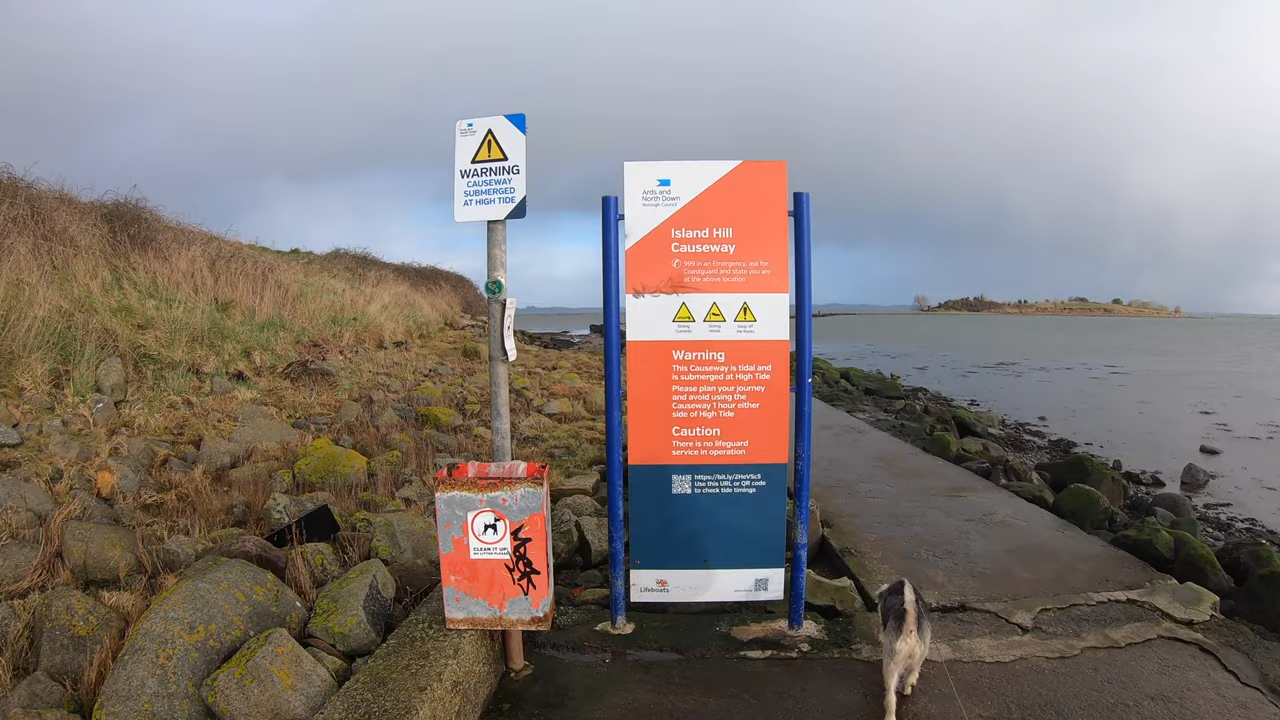 Ards and
North Down
Borough Council
WARNING
CAUSEWAY
SUBMERGED
AT HIGH TIDE
CLEAN IT UP
NO LITTER PLEASE
Ards and
North Down
Borough Council
Island Hill
Causeway
999 in an Emergency, ask for
Coastguard and state you are
at the above location
Strong
Currents
Strong
Winds
Keep off
the Rocks
Warning
This Causeway is tidal and
is submerged at High Tide
Please plan your journey
and avoid using the
Causeway 1 hour either
side of High Tide
Caution
There is no lifeguard
service in operation
https://bit.ly/2HeVSc5
Use this URL or QR code
to check tide timings
Lifeboats